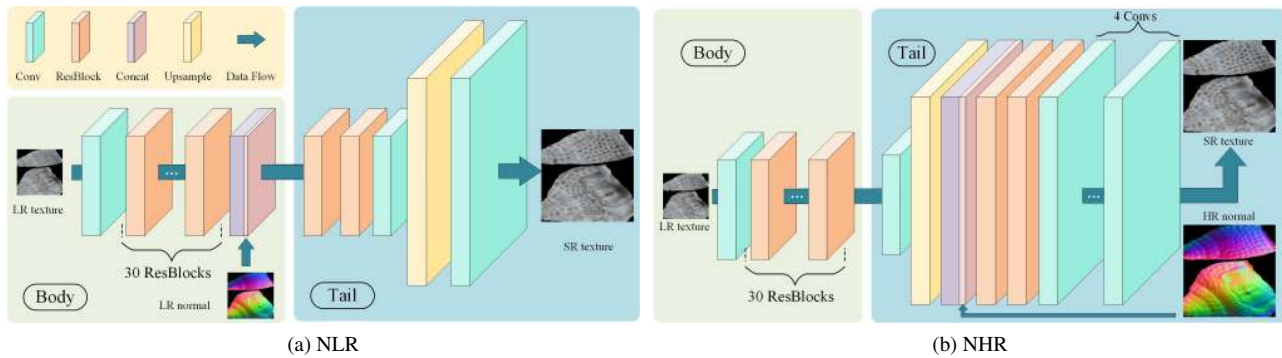 Conv
ResBlock
Concat
Upsample
Data Flow
LR texture
...
30 ResBlocks
Body
LR normal
Tail
SR texture
(a) NLR
Body
LR texture
...
30 ResBlocks
Tail
4 Convs
...
SR texture
HR normal
(b) NHR